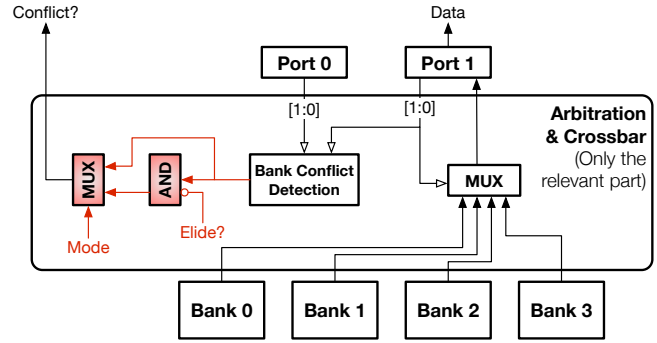 Conflict?
Data
Port 0
Port 1
[1:0]
[1:0]
Arbitration
& Crossbar
(Only the
relevant part)
MUX
AND
Bank Conflict
Detection
MUX
Mode
Elide?
Bank 0
Bank 1
Bank 2
Bank 3